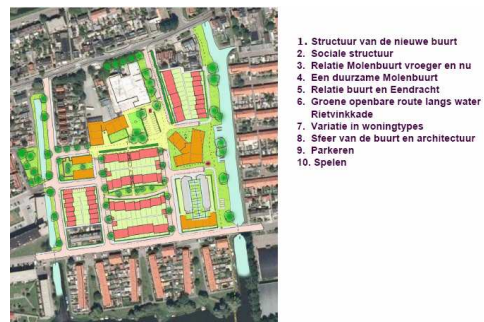 1. Structuur van de nieuwe buurt
2. Sociale structuur
3. Relatie Molenbuurt vroeger en nu
4. Een duurzame Molenbuurt
5. Relatie buurt en Eendracht
6. Groene openbare route langs water
Rietvinkkade
7. Variatie in woningtypes
8. Sfeer van de buurt en architectuur
9. Parkeren
10. Spelen